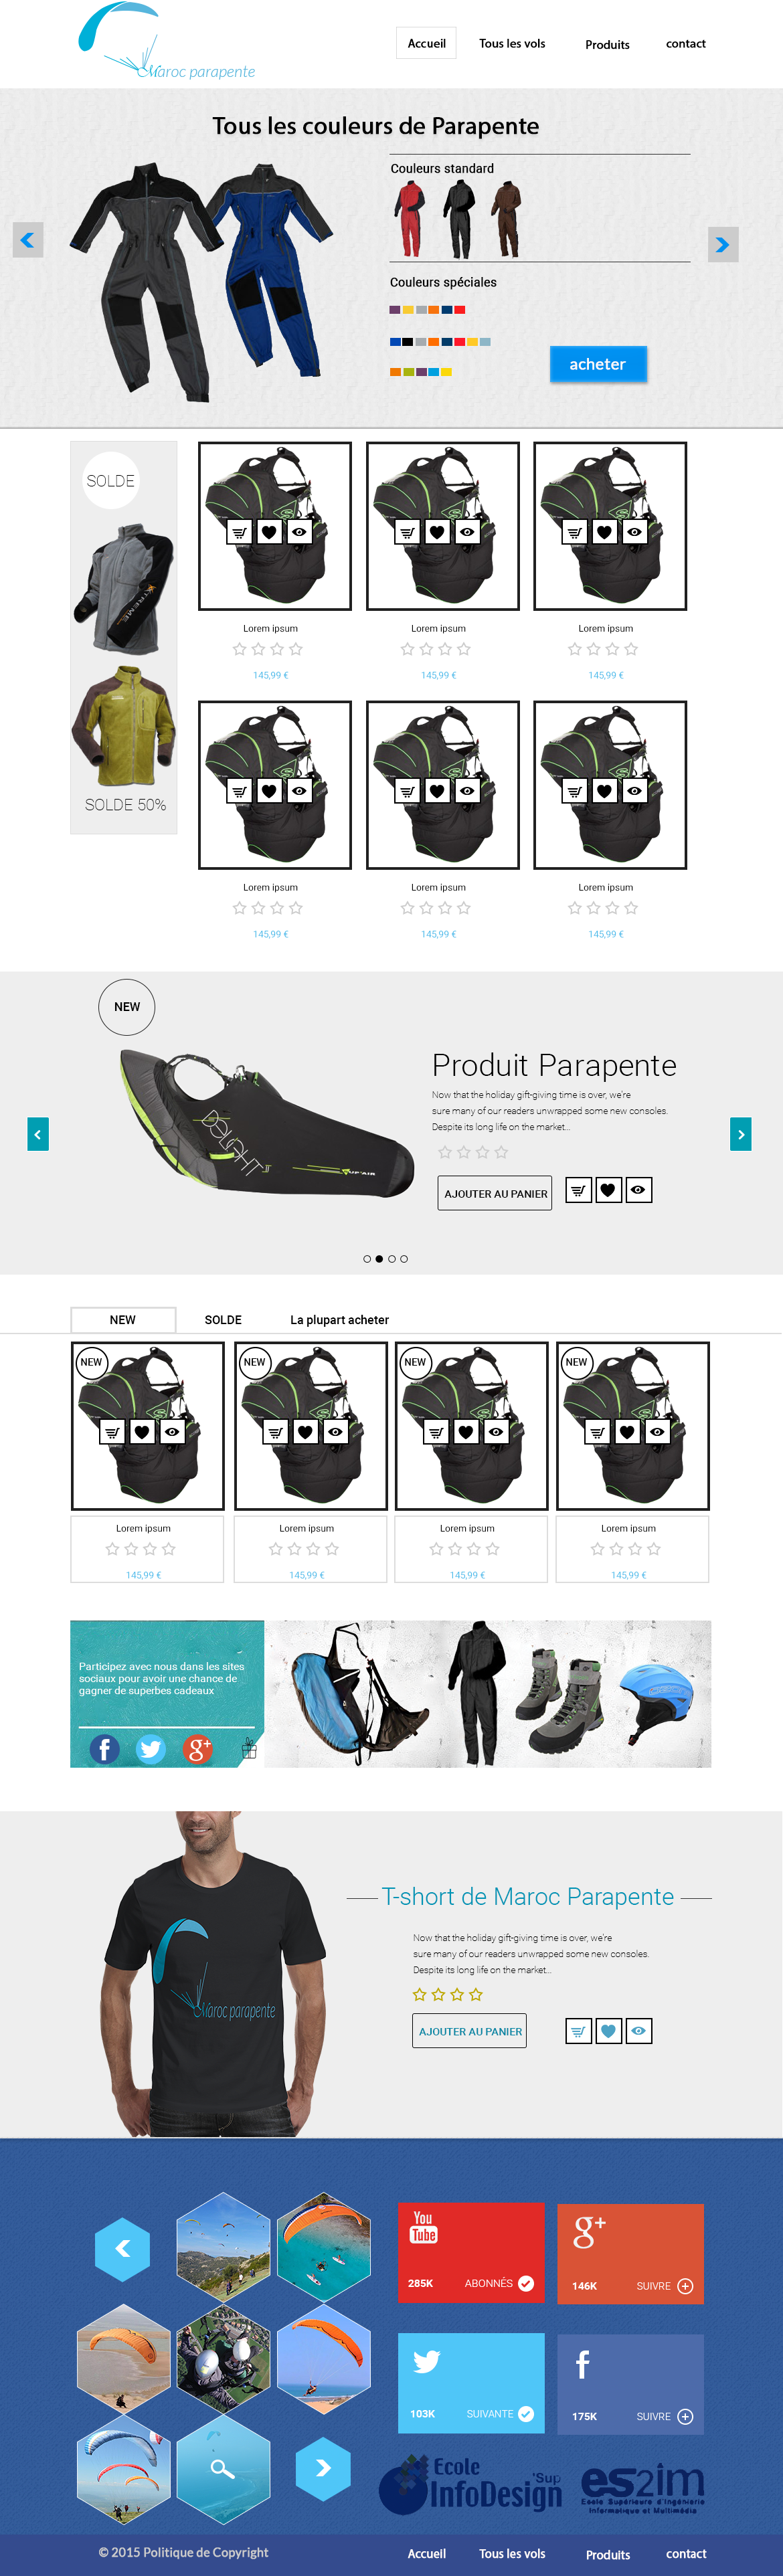 Maroc parapente
Accueil
Tous les vols
Produits
contact
Tous les couleurs de Parapente
Couleurs standard
Couleurs spéciales
acheter
SOLDE
XTREME
SOLDE 50%
S
S
S
Lorem ipsum
Lorem ipsum
Lorem ipsum
145,99 €
145,99 €
145,99 €
S
S
S
Lorem ipsum
Lorem ipsum
Lorem ipsum
145,99 €
145,99 €
145,99 €
NEW
Produit Parapente
Now that the holiday gift-giving time is over, we're
sure many of our readers unwrapped some new consoles.
Despite its long life on the market...
DELIGHT
AJOUTER AU PANIER
NEW
SOLDE
La plupart acheter
NEW
NEW
NEW
NEW
S
S
S
S
Lorem ipsum
Lorem ipsum
Lorem ipsum
Lorem ipsum
145,99 €
145,99 €
145,99 €
145,99 €
Participez avec nous dans les sites
sociaux pour avoir une chance de
gagner de superbes cadeaux
f
g+
T-short de Maroc Parapente
Now that the holiday gift-giving time is over, we're
sure many of our readers unwrapped some new consoles.
Despite its long life on the market...
Maroc parapente
AJOUTER AU PANIER
You
Tube
285K
ABONNÉS
g+
146K
SUIVRE
103K
SUIVANTE
f
175K
SUIVRE
Ecole
'Sup
InfoDesign
es2im
Ecole Supérieure d'Enseignement
Informatique et Multimédia
© 2015 Politique de Copyright
Accueil
Tous les vols
Produits
contact